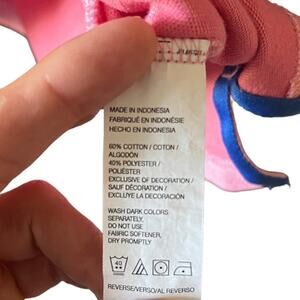 MADE IN INDONESIA
FABRIQUÉ EN INDONÉSIE
HECHO EN INDONESIA
60% COTTON / COTON /
ALGODÓN
40% POLYESTER /
POLIÉSTER
EXCLUSIVE OF DECORATION /
SAUF DÉCORATION /
EXCLUYE LA DECORACIÓN
WASH DARK COLORS
SEPARATELY,
DO NOT USE
FABRIC SOFTENER,
DRY PROMPTLY
40
REVERSE/VERSO/AL REVERSO